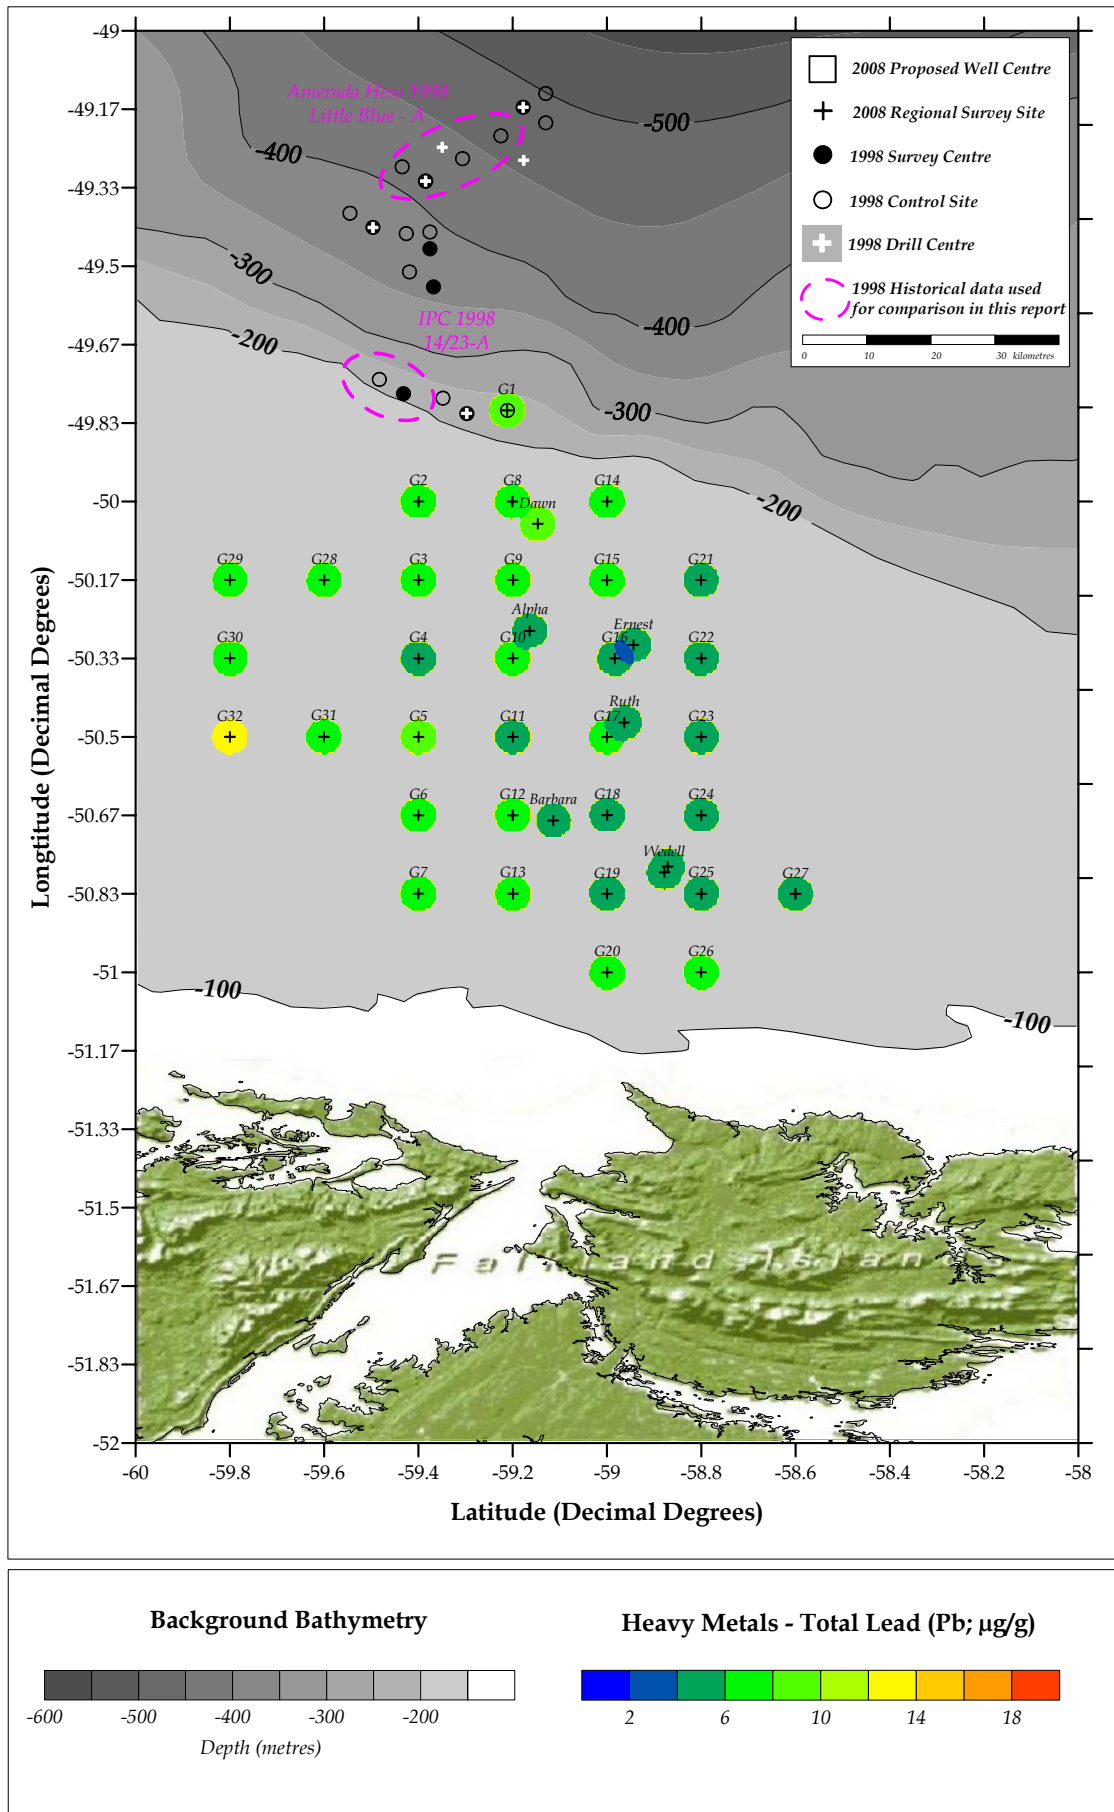 -49
-49.17
-49.33
-49.5
-49.67
-49.83
-50
-50.17
-50.33
-50.5
-50.67
-50.83
-51
-51.17
-51.33
-51.5
-51.67
-51.83
-52
Longtitude (Decimal Degrees)
Amerada Hess 1998
Little Blue - A
-500
-400
-300
-200
IPC 1998
14/23-A
-400
-300
-200
2008 Proposed Well Centre
2008 Regional Survey Site
1998 Survey Centre
1998 Control Site
1998 Drill Centre
1998 Historical data used
for comparison in this report
0 10 20 30 kilometres
G1
G2 G8 G14
Dawn
G29 G28 G3 G9 G15 G21
Alpha Ernest
G30 G4 G10 G16 G22
Ruth
G32 G31 G5 G11 G17 G23
G6 G12 Barbara G18 G24
Wedell
G7 G13 G19 G25 G27
G20 G26
-100
-100
Falkland Islan
-60 -59.8 -59.6 -59.4 -59.2 -59 -58.8 -58.6 -58.4 -58.2 -58
Latitude (Decimal Degrees)
Background Bathymetry
-600 -500 -400 -300 -200
Depth (metres)
Heavy Metals - Total Lead (Pb; µg/g)
2 6 10 14 18